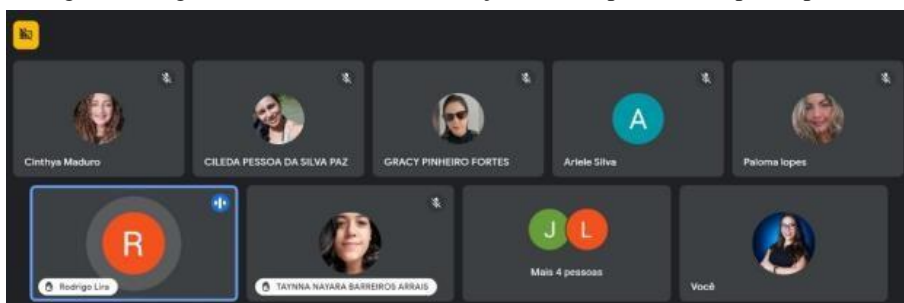 Cinthya Maduro
CILEDA PESSOA DA SILVA PAZ
GRACY PINHEIRO FORTES
A
Ariele Silva
Paloma lopes
R
Rodrigo Lira
TAYNNA NAYARA BARREIROS ARRAIS
J L
Mais 4 pessoas
Você